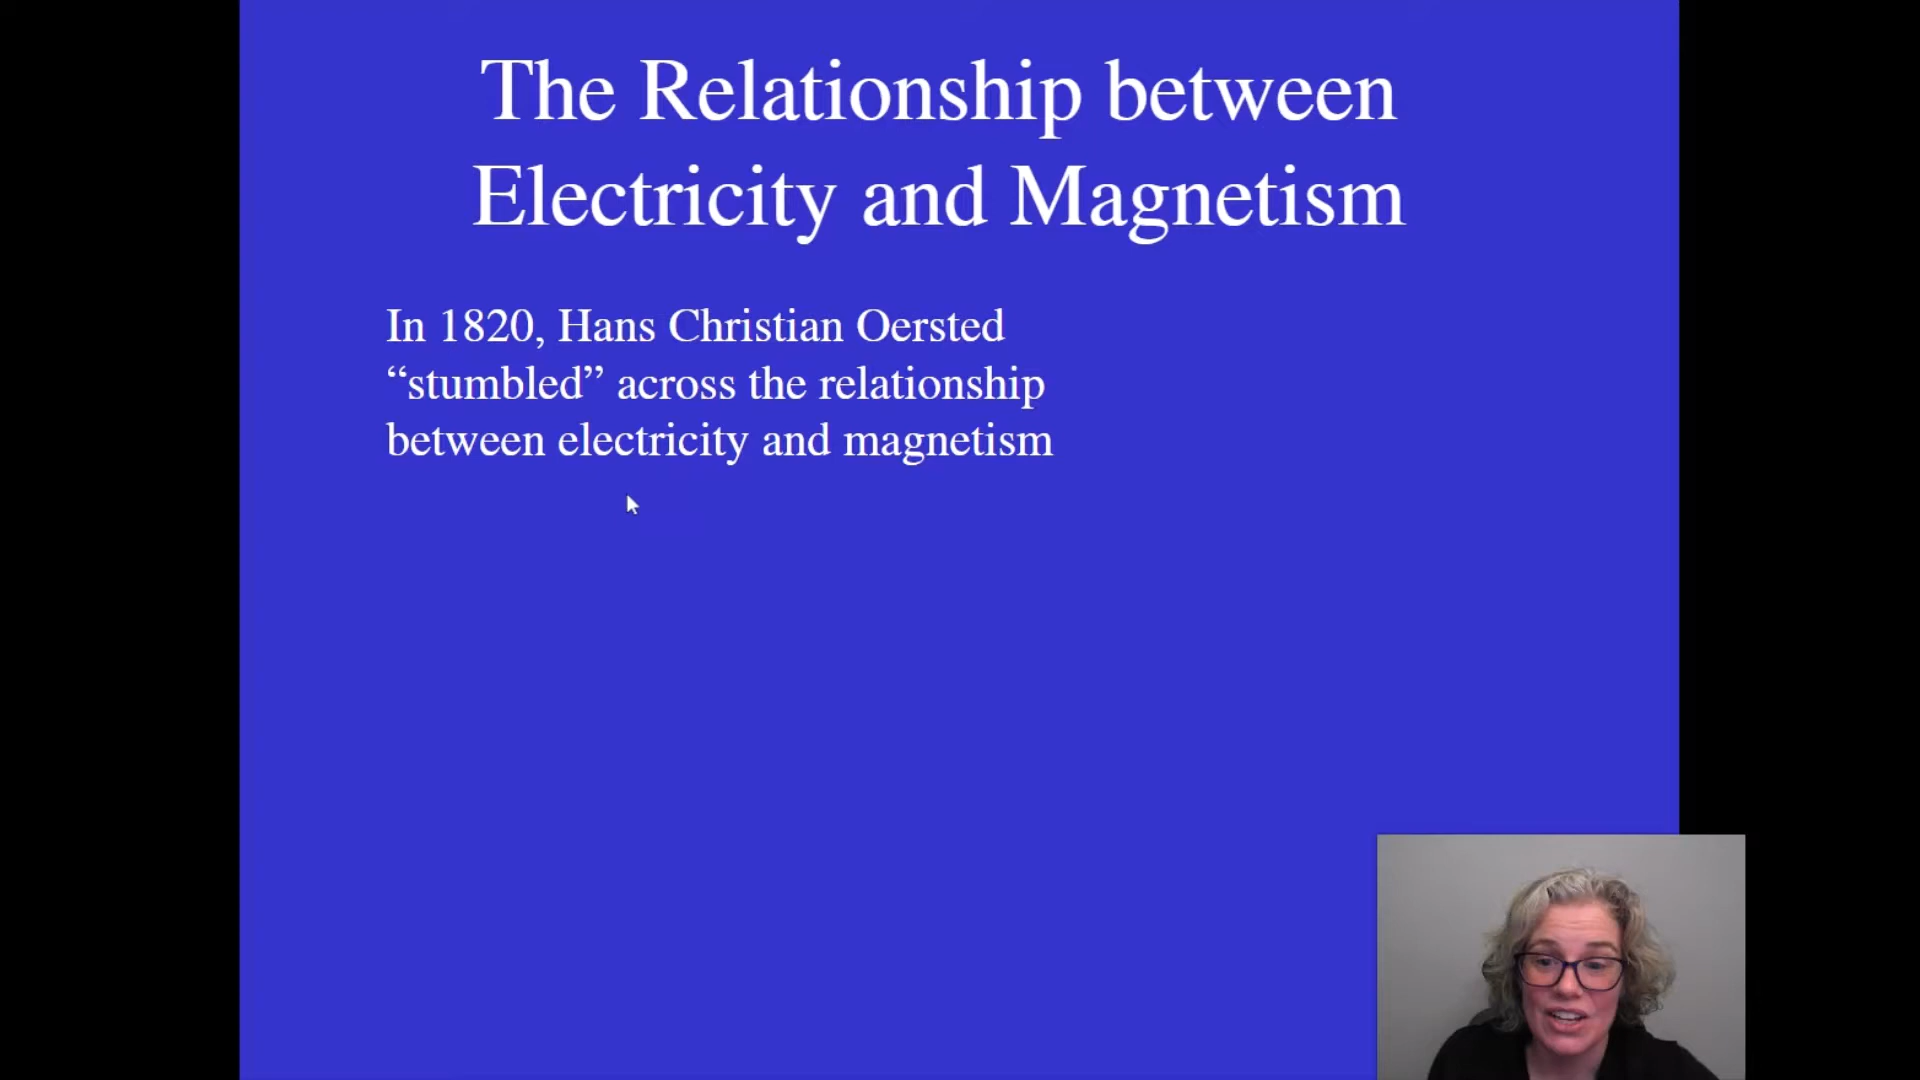 The Relationship between
Electricity and Magnetism
In 1820, Hans Christian Oersted
“stumbled” across the relationship
between electricity and magnetism